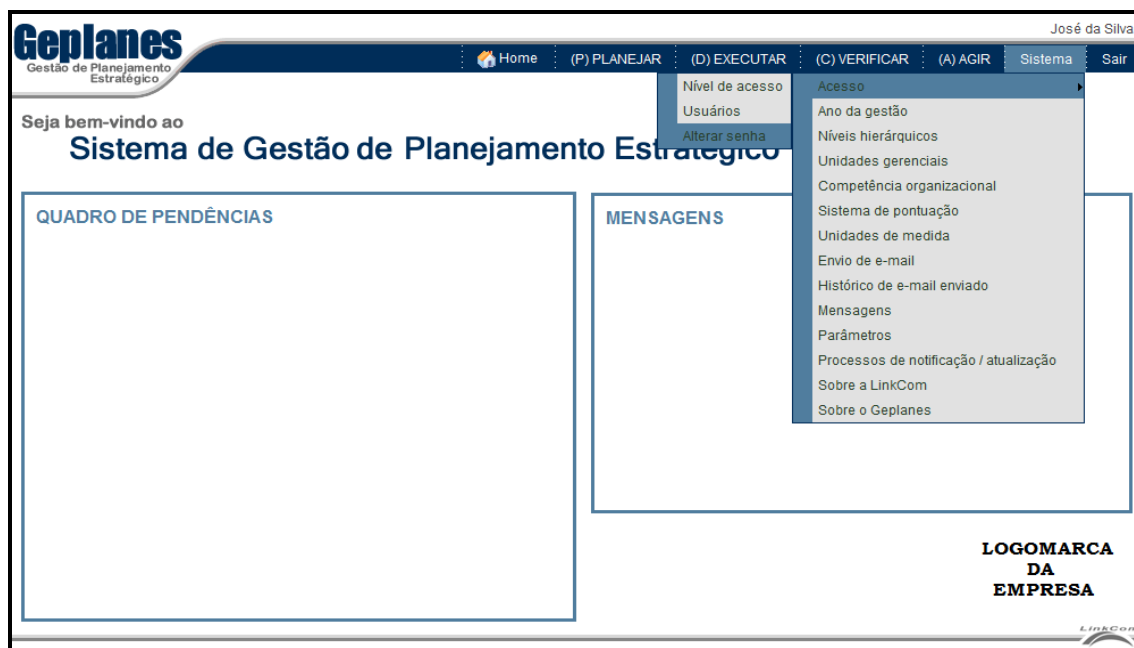 José da Silva
Geplanes
Gestão de Planejamento
Estratégico
Home (P) PLANEJAR (D) EXECUTAR (C) VERIFICAR (A) AGIR Sistema Sair
Nível de acesso
Usuários
Alterar senha
Acesso
Ano da gestão
Níveis hierárquicos
Unidades gerenciais
Competência organizacional
Sistema de pontuação
Unidades de medida
Envio de e-mail
Histórico de e-mail enviado
Mensagens
Parâmetros
Processos de notificação / atualização
Sobre a LinkCom
Sobre o Geplanes
Seja bem-vindo ao
Sistema de Gestão de Planejamento Estratégico
QUADRO DE PENDÊNCIAS
MENSAGENS
LOGOMARCA
DA
EMPRESA
LinkCom